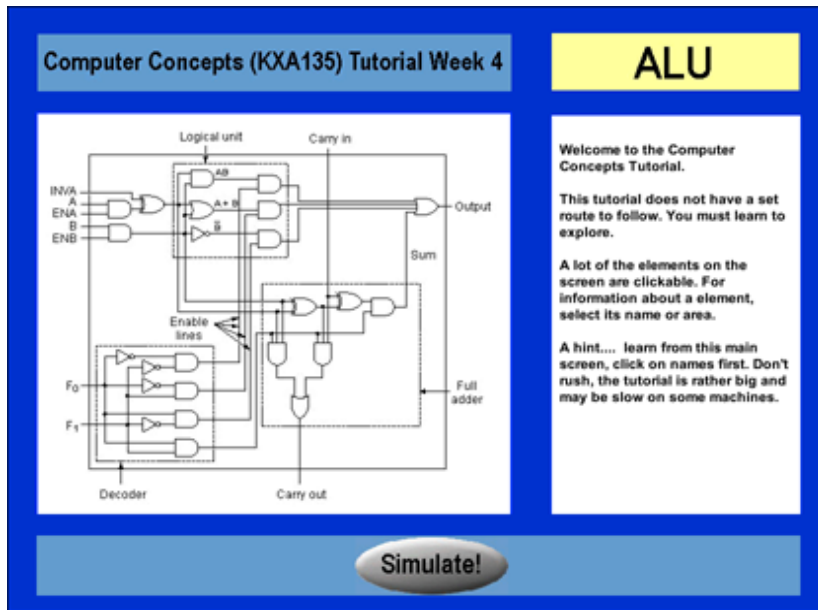 Computer Concepts (KXA135) Tutorial Week 4
ALU
Logical unit
Carry in
INVA
A
ENA
B
ENB
AB
A + B
B̅
Output
Sum
Enable
lines
F₀
F₁
Full
adder
Decoder
Carry out
Welcome to the Computer
Concepts Tutorial.
This tutorial does not have a set
route to follow. You must learn to
explore.
A lot of the elements on the
screen are clickable. For
information about a element,
select its name or area.
A hint.... learn from this main
screen, click on names first. Don't
rush, the tutorial is rather big and
may be slow on some machines.
Simulate!